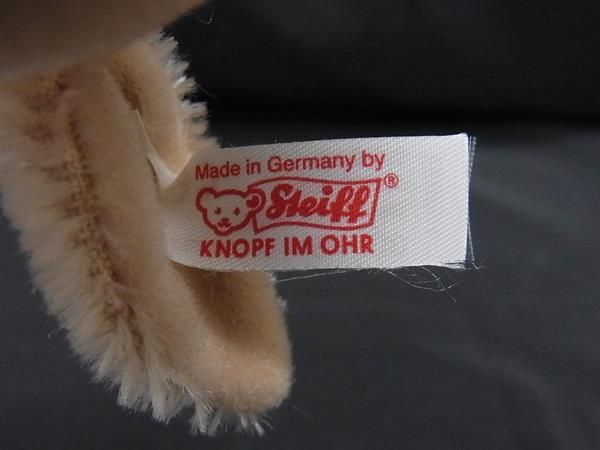 Made in Germany by
Steiff®
KNOPF IM OHR